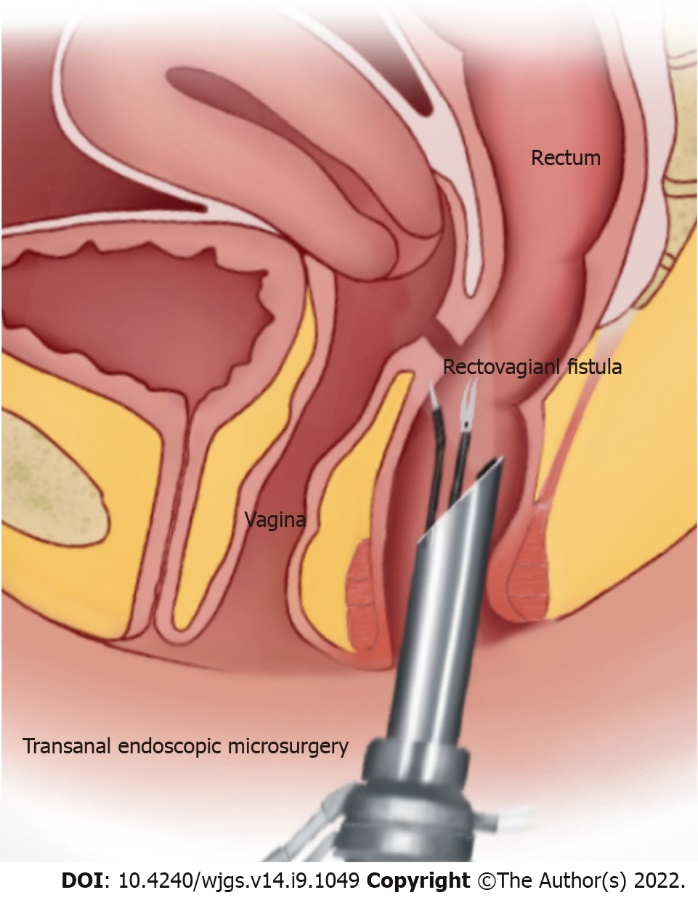 Rectum
Rectovagianl fistula
Vagina
Transanal endoscopic microsurgery
DOI: 10.4240/wjgs.v14.i9.1049 Copyright ©The Author(s) 2022.